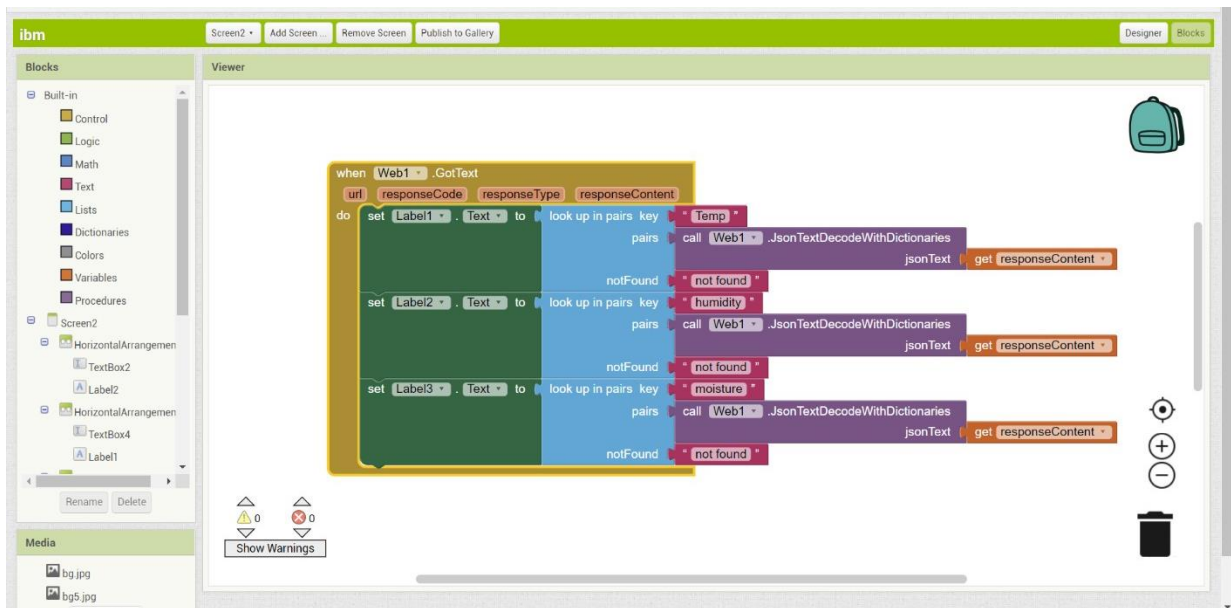 ibm
Screen2
Add Screen ...
Remove Screen
Publish to Gallery
Designer
Blocks
Blocks
Viewer
Built-in
Control
Logic
Math
Text
Lists
Dictionaries
Colors
Variables
Procedures
Screen2
HorizontalArrangemen
TextBox2
Label2
HorizontalArrangemen
TextBox4
Label1
Rename
Delete
Media
bg.jpg
bg5.jpg
when Web1 .GotText
url responseCode responseType responseContent
do set Label1 . Text to look up in pairs key " Temp "
pairs call Web1 .JsonTextDecodeWithDictionaries
jsonText get responseContent
notFound " not found "
set Label2 . Text to look up in pairs key " humidity "
pairs call Web1 .JsonTextDecodeWithDictionaries
jsonText get responseContent
notFound " not found "
set Label3 . Text to look up in pairs key " moisture "
pairs call Web1 .JsonTextDecodeWithDictionaries
jsonText get responseContent
notFound " not found "
0 0
Show Warnings